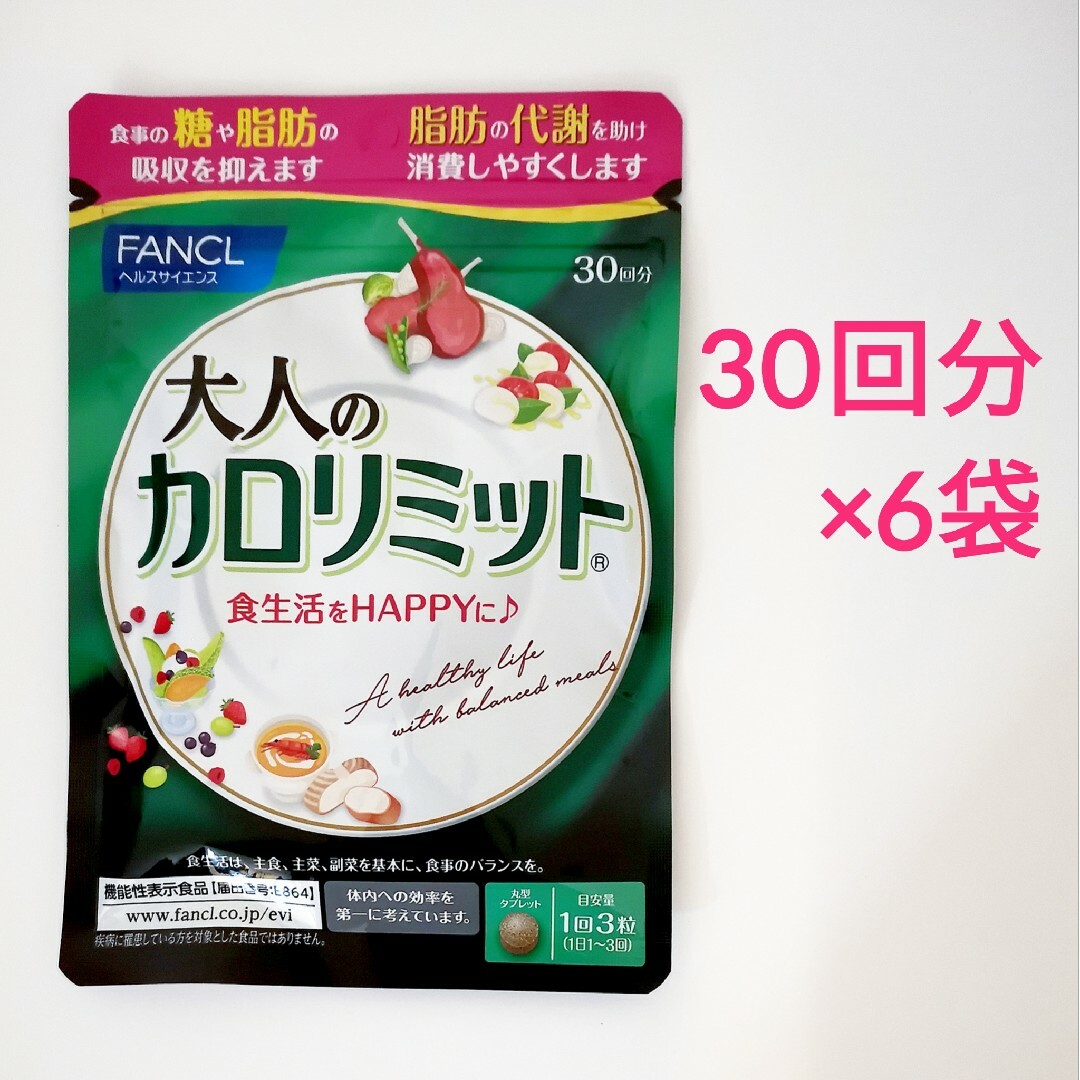 食事の糖や脂肪の
吸収を抑えます
脂肪の代謝を助け
消費しやすくします
FANCL
ヘルスサイエンス
30回分
大人の
カロリミット®
食生活をHAPPYに♪
A healthy life
with balanced meals
30回分
×6袋
食生活は、主食、主菜、副菜を基本に、食事のバランスを。
機能性表示食品【届出番号:E864】
www.fancl.co.jp/evi
疾病に罹患している方を対象とした食品ではありません。
体内への効率を
第一に考えています。
丸型
タブレット
目安量
1回3粒
(1日1〜3回)